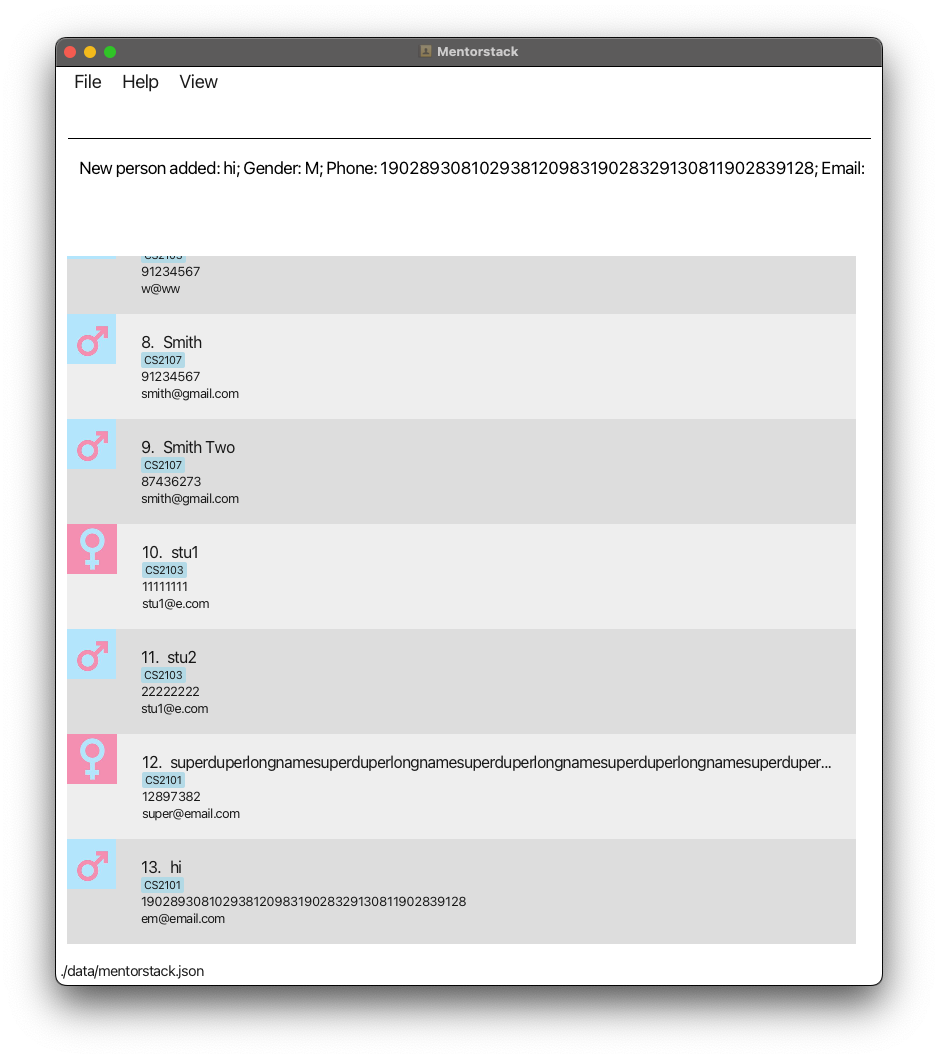 Mentorstack
File Help View
New person added: hi; Gender: M; Phone: 1902893081029381209831902832913081190283​9128; Email:
91234567
w@ww
8. Smith
CS2107
91234567
smith@gmail.com
9. Smith Two
CS2107
87436273
smith@gmail.com
10. stu1
CS2103
11111111
stu1@e.com
11. stu2
CS2103
22222222
stu1@e.com
12. superduperlongnamesuperduperlongnamesuperduperlongnamesuperduperlongnamesuperduper...
CS2101
12897382
super@email.com
13. hi
CS2101
19028930810293812098319028329130811902839128
em@email.com
./data/mentorstack.json